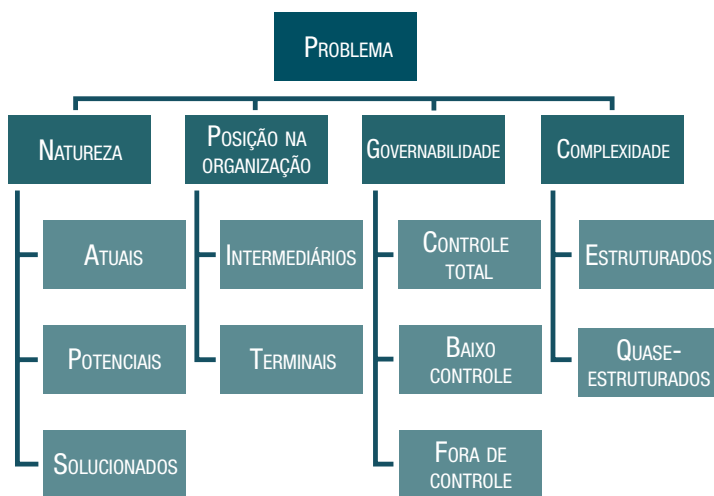 PROBLEMA
NATUREZA
POSIÇÃO NA
ORGANIZAÇÃO
GOVERNABILIDADE
COMPLEXIDADE
ATUAIS
INTERMEDIÁRIOS
CONTROLE
TOTAL
ESTRUTURADOS
POTENCIAIS
TERMINAIS
BAIXO
CONTROLE
QUASE-
ESTRUTURADOS
SOLUCIONADOS
FORA DE
CONTROLE